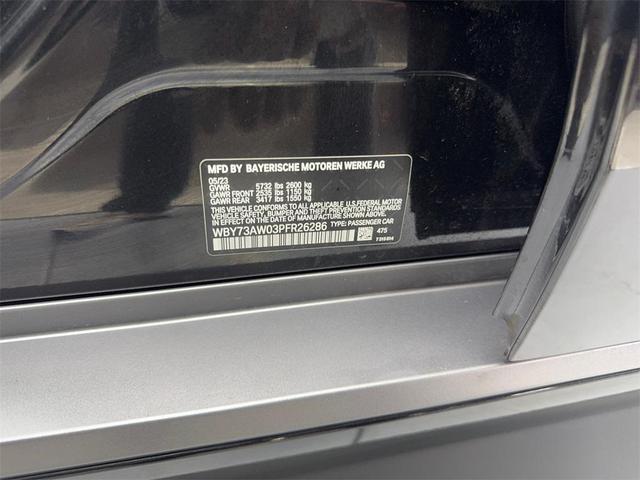 MFD BY BAYERISCHE MOTOREN WERKE AG
05/23
GVWR 5732 lbs 2600 kg
GAWR FRONT 2535 lbs 1150 kg
GAWR REAR 3417 lbs 1550 kg
THIS VEHICLE CONFORMS TO ALL APPLICABLE U.S. FEDERAL MOTOR
VEHICLE SAFETY, BUMPER, AND THEFT PREVENTION STANDARDS
IN EFFECT ON THE DATE OF MANUFACTURE SHOWN ABOVE.
WBY73AW03PFR26286 TYPE: PASSENGER CAR
475